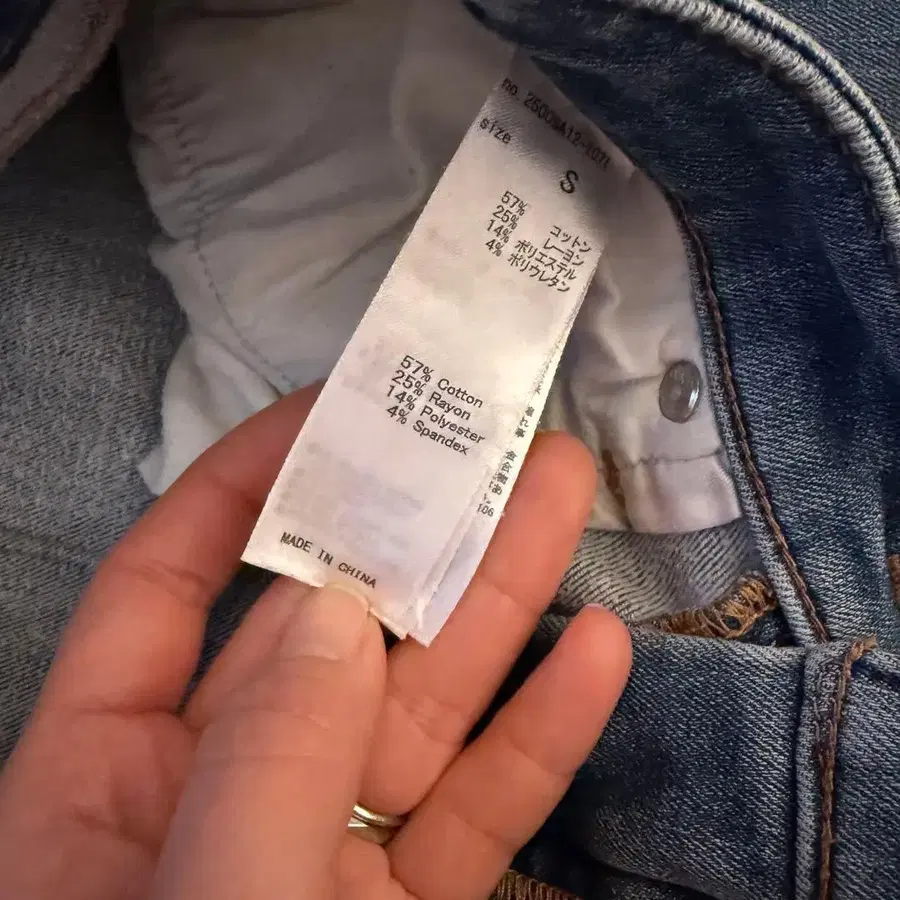 size
S
57% コットン
25% レーヨン
14% ポリエステル
4% ポリウレタン
57% Cotton
25% Rayon
14% Polyester
4% Spandex
MADE IN CHINA
106